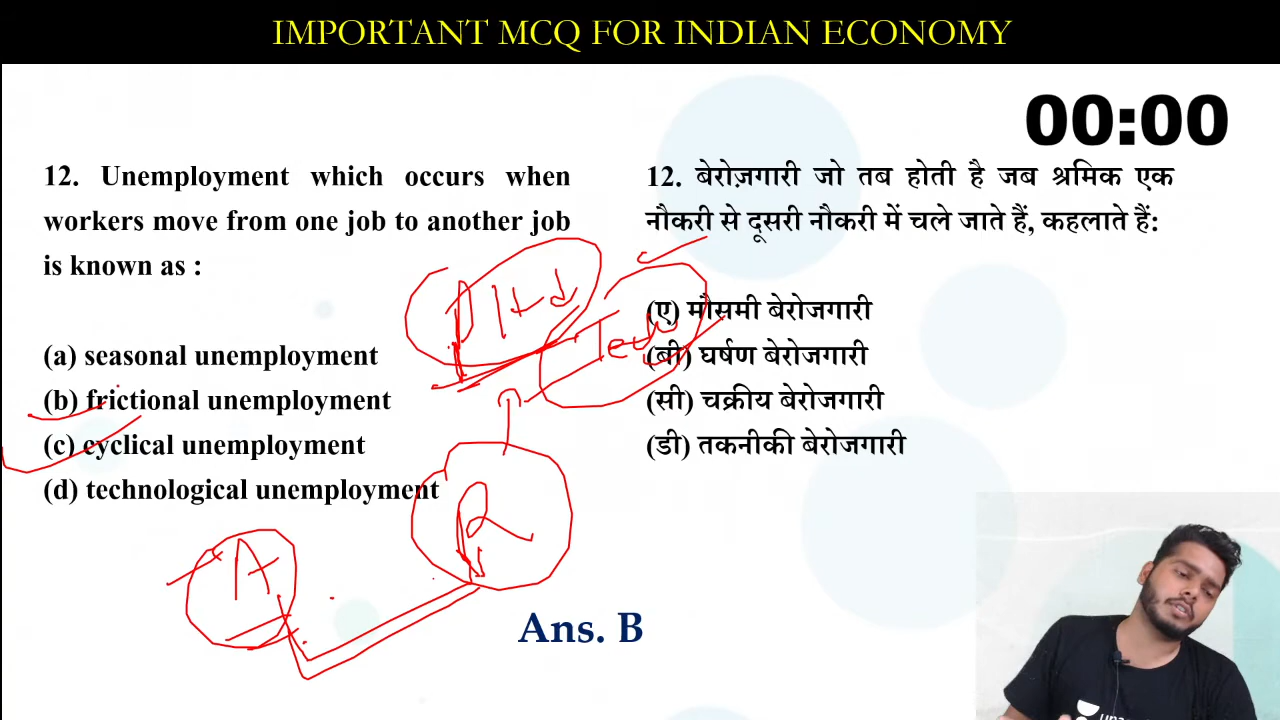 IMPORTANT MCQ FOR INDIAN ECONOMY
00:00
12. Unemployment which occurs when
workers move from one job to another job
is known as :
(a) seasonal unemployment
(b) frictional unemployment
(c) cyclical unemployment
(d) technological unemployment
12. बेरोज़गारी जो तब होती है जब श्रमिक एक
नौकरी से दूसरी नौकरी में चले जाते हैं, कहलाते हैं:
(ए) मौसमी बेरोजगारी
(बी) घर्षण बेरोजगारी
(सी) चक्रीय बेरोजगारी
(डी) तकनीकी बेरोजगारी
A
Ans. B